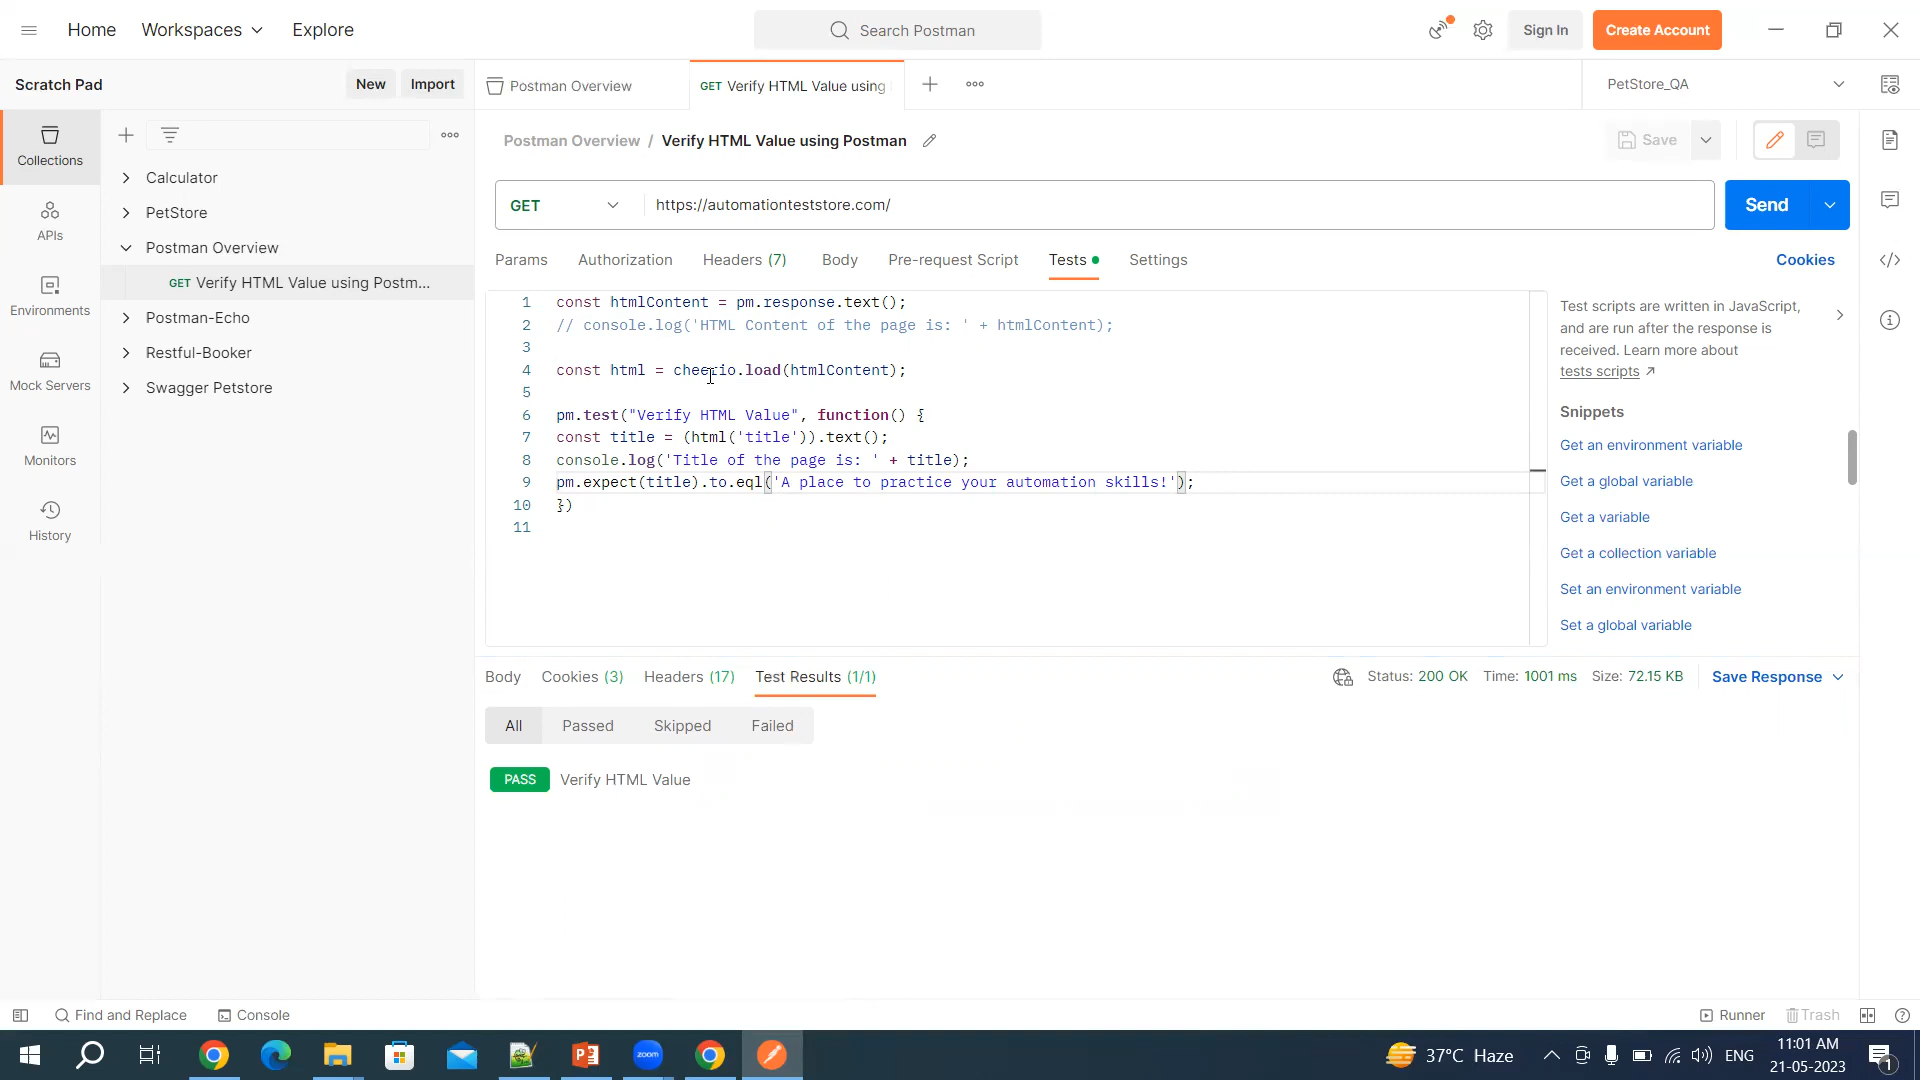 Home Workspaces Explore Search Postman Sign In Create Account
Scratch Pad New Import Postman Overview GET Verify HTML Value using PetStore_QA
Collections
APIs
Environments
Mock Servers
Monitors
History
Calculator
PetStore
Postman Overview
GET Verify HTML Value using Postm...
Postman-Echo
Restful-Booker
Swagger Petstore
Postman Overview / Verify HTML Value using Postman Save
GET https://automationteststore.com/ Send
Params Authorization Headers (7) Body Pre-request Script Tests Settings Cookies
1 const htmlContent = pm.response.text();
2 // console.log('HTML Content of the page is: ' + htmlContent);
3
4 const html = cheerio.load(htmlContent);
5
6 pm.test("Verify HTML Value", function() {
7 const title = (html('title')).text();
8 console.log('Title of the page is: ' + title);
9 pm.expect(title).to.eql('A place to practice your automation skills!');
10 })
11
Test scripts are written in JavaScript,
and are run after the response is
received. Learn more about
tests scripts ↗
Snippets
Get an environment variable
Get a global variable
Get a variable
Get a collection variable
Set an environment variable
Set a global variable
Body Cookies (3) Headers (17) Test Results (1/1) Status: 200 OK Time: 1001 ms Size: 72.15 KB Save Response
All Passed Skipped Failed
PASS Verify HTML Value
Find and Replace Console Runner Trash
zoom 37°C Haze ENG 11:01 AM
21-05-2023 1